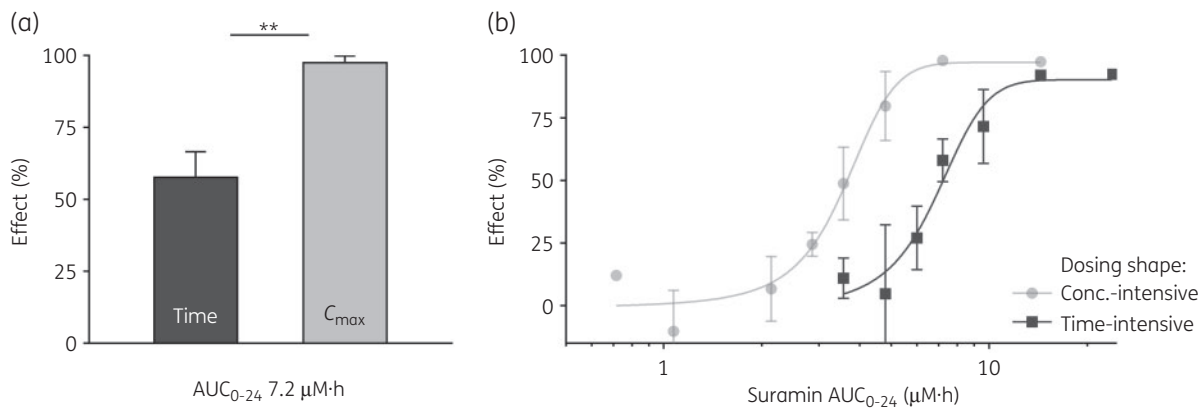 (a)
**
100
75
50
25
0
Effect (%)
Time
Cmax
AUC0-24 7.2 µM·h
(b)
100
75
50
25
0
Effect (%)
1
10
Suramin AUC0-24 (µM·h)
Dosing shape:
Conc.-intensive
Time-intensive